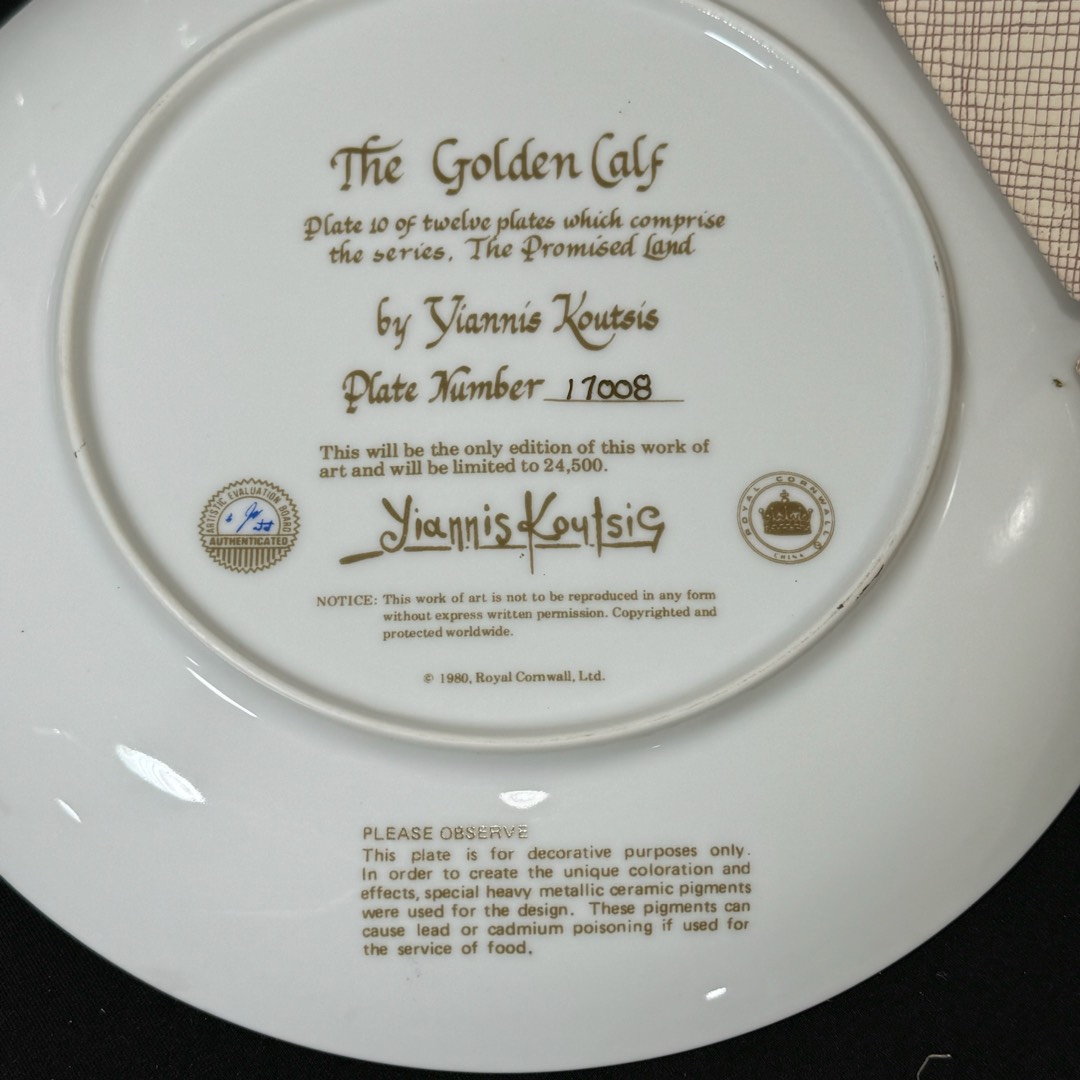 The Golden Calf
Plate 10 of twelve plates which comprise
the series, The Promised Land
by Yiannis Koutsis
Plate Number 17008
This will be the only edition of this work of
art and will be limited to 24,500.
ARTISTIC EVALUATION BOARD
AUTHENTICATED
Yiannis Koutsis
ROYAL CORNWALL
CHINA
NOTICE: This work of art is not to be reproduced in any form
without express written permission. Copyrighted and
protected worldwide.
© 1980, Royal Cornwall, Ltd.
PLEASE OBSERVE
This plate is for decorative purposes only.
In order to create the unique coloration and
effects, special heavy metallic ceramic pigments
were used for the design. These pigments can
cause lead or cadmium poisoning if used for
the service of food.